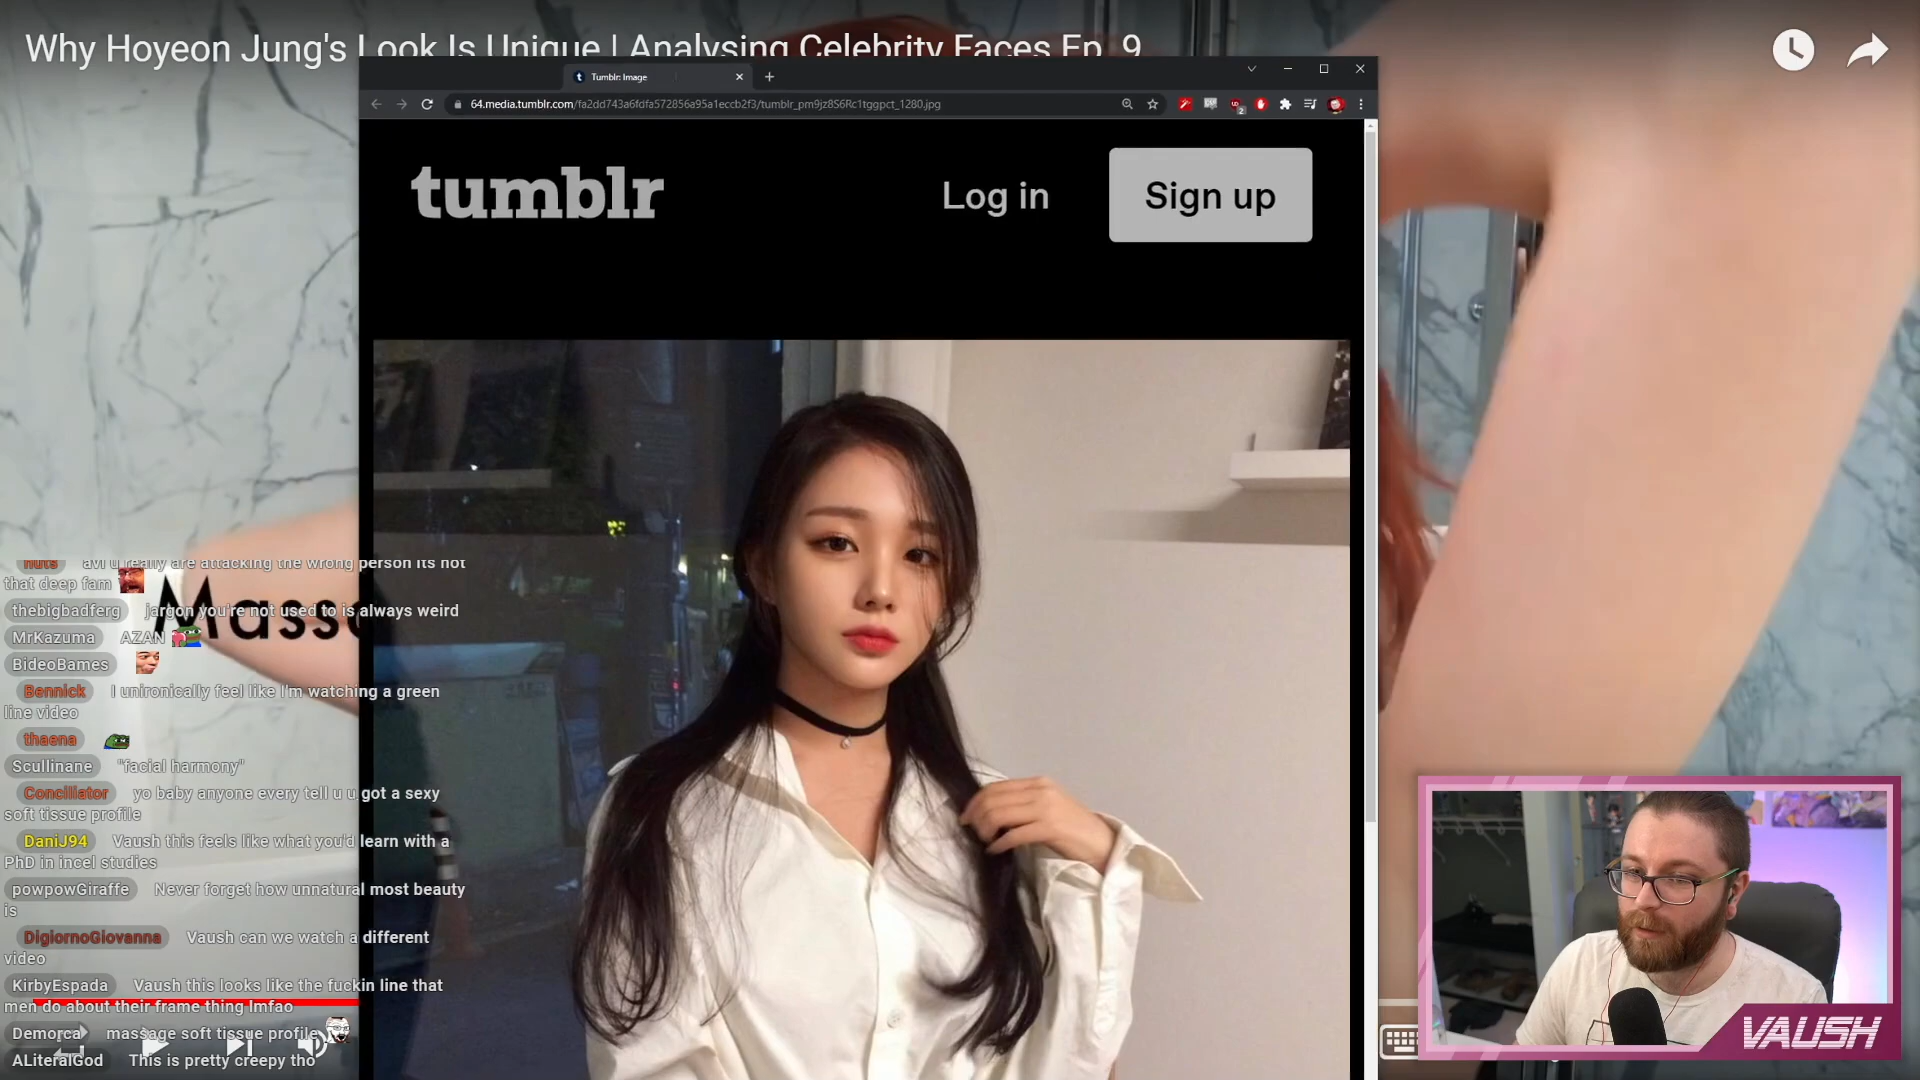 Why Hoyeon Jung's Look Is Unique | Analysing Celebrity Faces Ep. 9
Tumblr: Image
64.media.tumblr.com/fa2dd743a6fdfa572856a95a1eccb2f3/tumblr_pm9jz8S6Rc1tggpct_1280.jpg
tumblr
Log in
Sign up
nuts avi u really are attacking the wrong person its not
that deep fam
Mass
thebigbadferg jargon you're not used to is always weird
MrKazuma AZAN
BideoBames
Bennick I unironically feel like I'm watching a green
line video
thaena
Scullinane "facial harmony"
Conciliator yo baby anyone every tell u u got a sexy
soft tissue profile
DaniJ94 Vaush this feels like what you'd learn with a
PhD in incel studies
powpowGiraffe Never forget how unnatural most beauty
is
DigiornoGiovanna Vaush can we watch a different
video
KirbyEspada Vaush this looks like the fuckin line that
men do about their frame thing lmfao
Demorca massage soft tissue profile
ALiteralGod This is pretty creepy tho
VAUSH